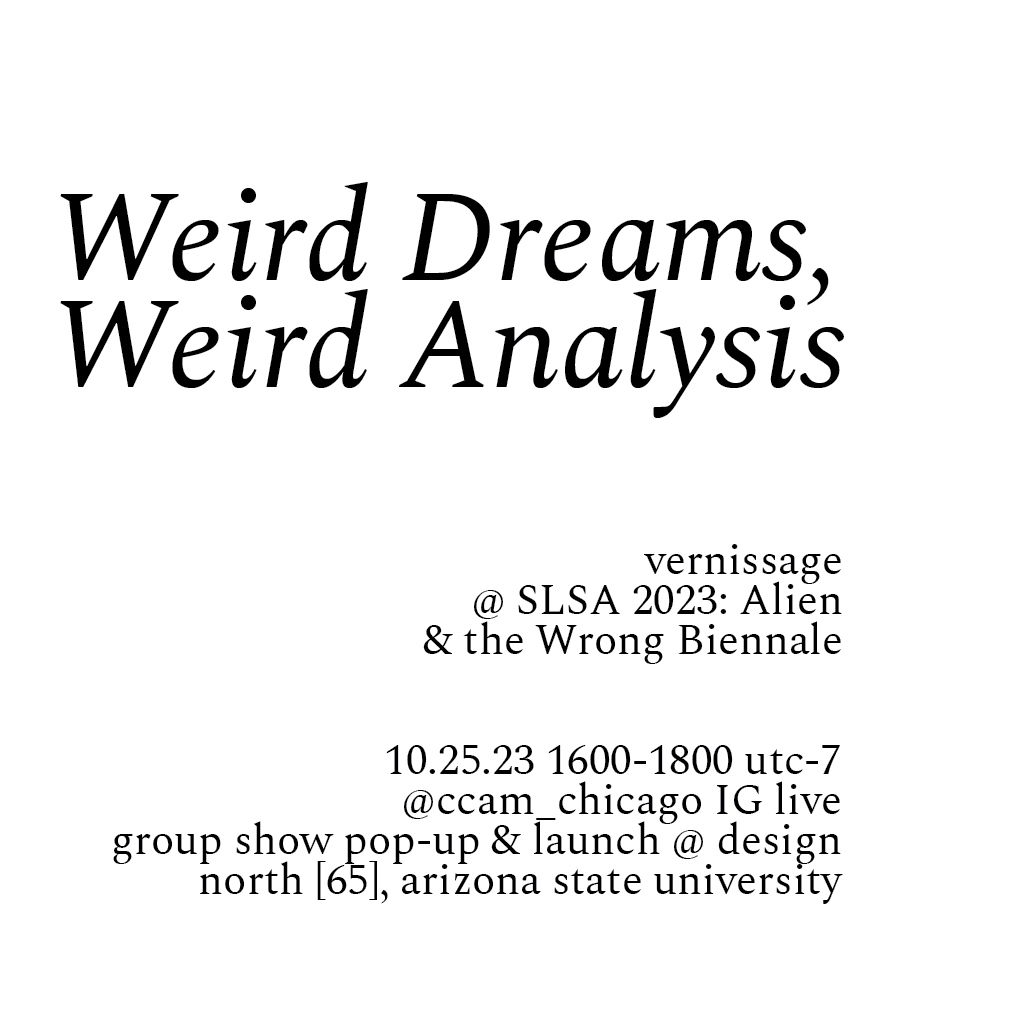 Weird Dreams,
Weird Analysis
vernissage
@ SLSA 2023: Alien
& the Wrong Biennale
10.25.23 1600-1800 utc-7
@ccam_chicago IG live
group show pop-up & launch @ design
north [65], arizona state university